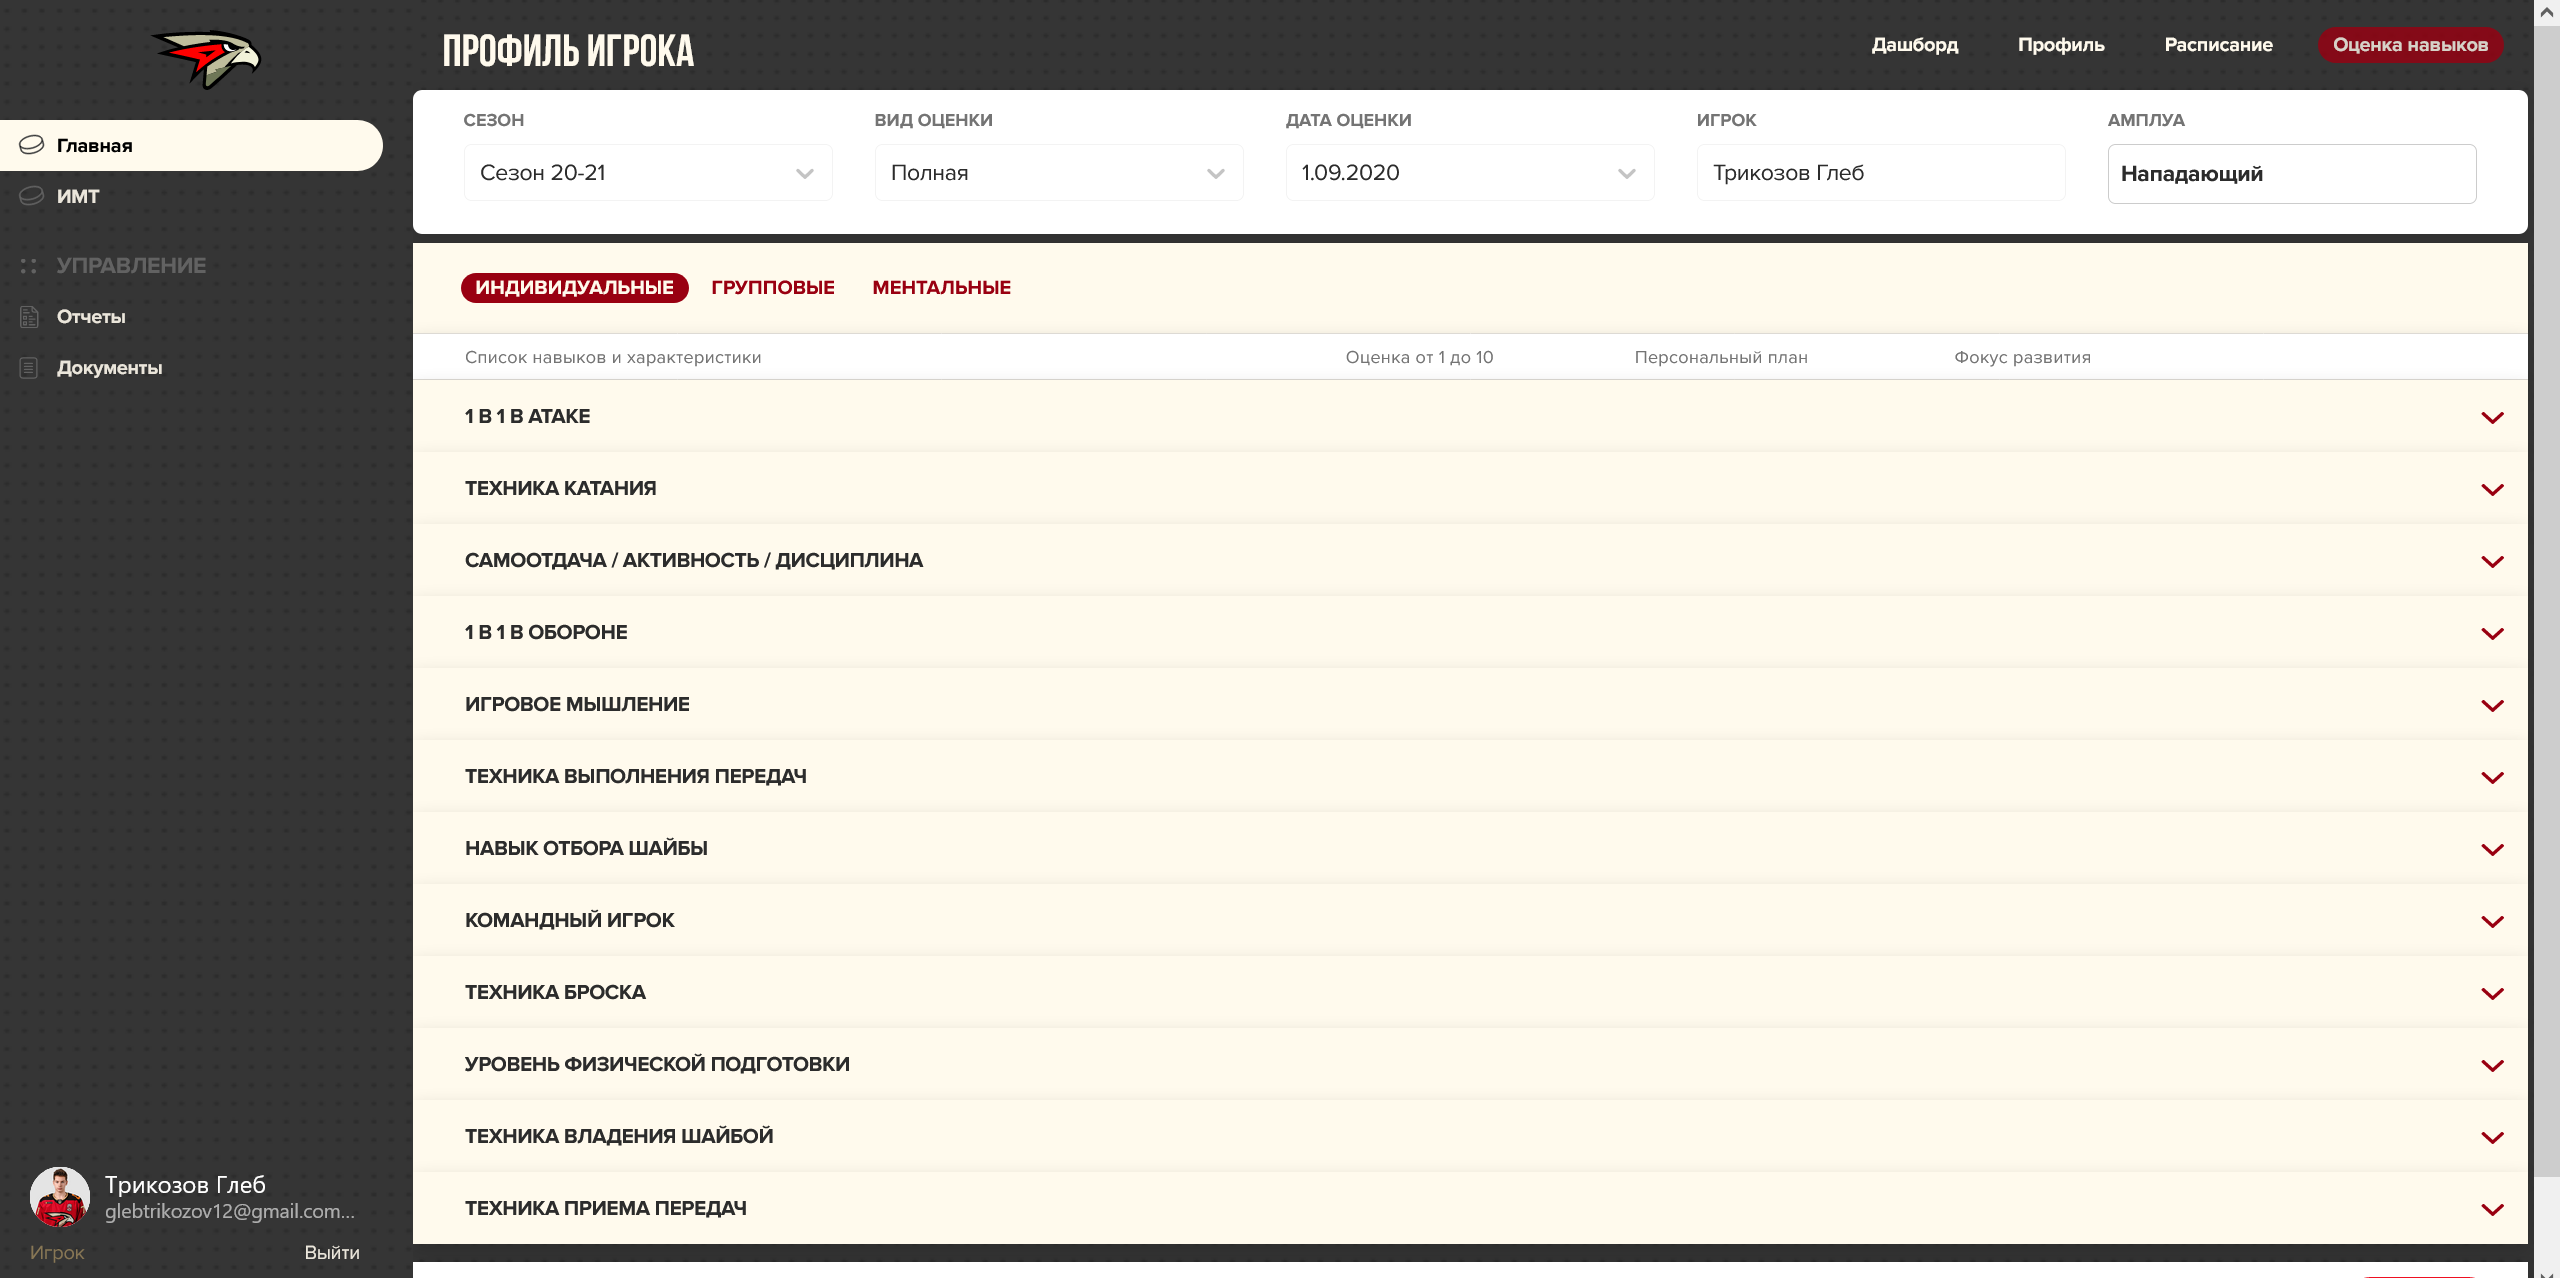 ПРОФИЛЬ ИГРОКА
Дашборд
Профиль
Расписание
Оценка навыков
Главная
ИМТ
УПРАВЛЕНИЕ
Отчеты
Документы
СЕЗОН
Сезон 20-21
ВИД ОЦЕНКИ
Полная
ДАТА ОЦЕНКИ
1.09.2020
ИГРОК
Трикозов Глеб
АМПЛУА
Нападающий
ИНДИВИДУАЛЬНЫЕ
ГРУППОВЫЕ
МЕНТАЛЬНЫЕ
Список навыков и характеристики
Оценка от 1 до 10
Персональный план
Фокус развития
1 В 1 В АТАКЕ
ТЕХНИКА КАТАНИЯ
САМООТДАЧА / АКТИВНОСТЬ / ДИСЦИПЛИНА
1 В 1 В ОБОРОНЕ
ИГРОВОЕ МЫШЛЕНИЕ
ТЕХНИКА ВЫПОЛНЕНИЯ ПЕРЕДАЧ
НАВЫК ОТБОРА ШАЙБЫ
КОМАНДНЫЙ ИГРОК
ТЕХНИКА БРОСКА
УРОВЕНЬ ФИЗИЧЕСКОЙ ПОДГОТОВКИ
ТЕХНИКА ВЛАДЕНИЯ ШАЙБОЙ
ТЕХНИКА ПРИЕМА ПЕРЕДАЧ
Трикозов Глеб
glebtrikozov12@gmail.com...
Игрок
Выйти